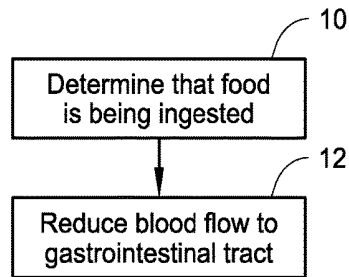 10
Determine that food
is being ingested
12
Reduce blood flow to
gastrointestinal tract